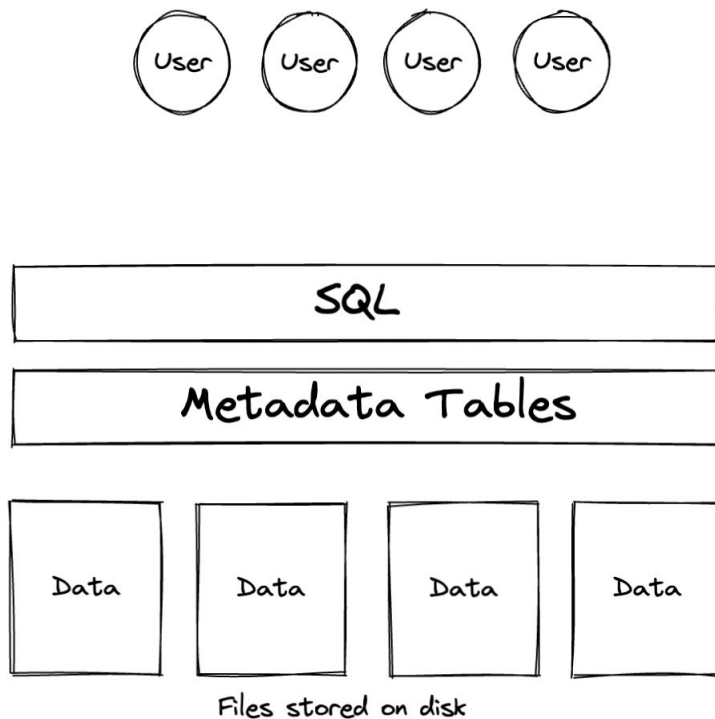 User User User User
SQL
Metadata Tables
Data Data Data Data
Files stored on disk